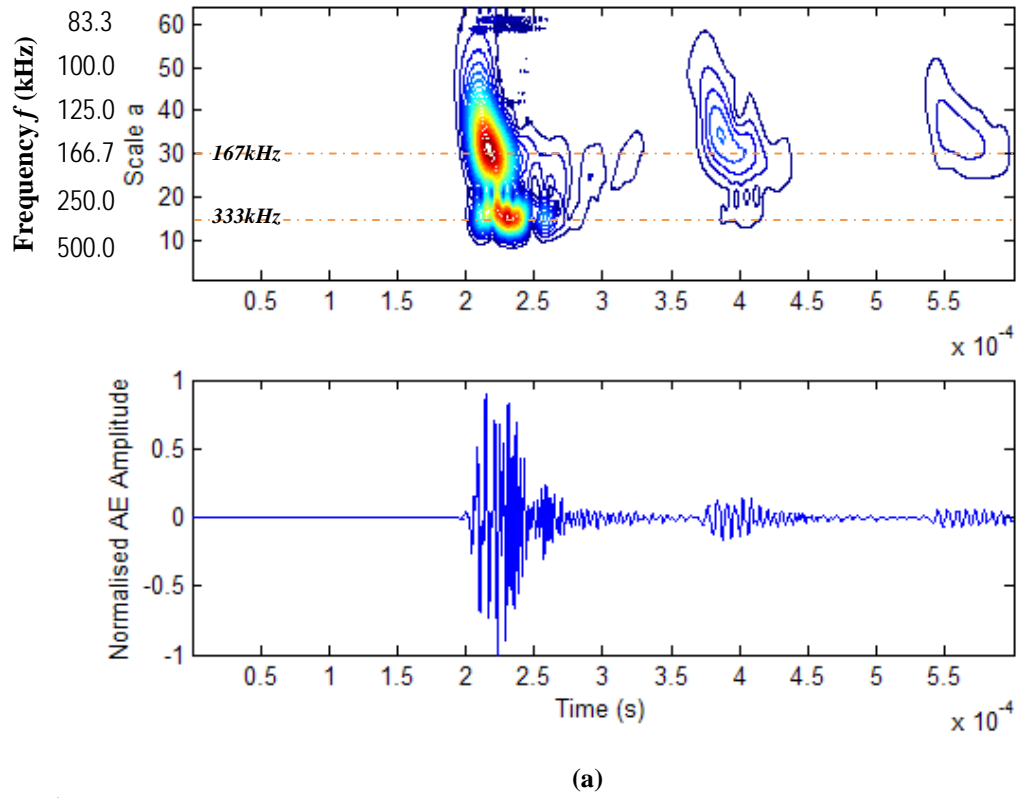 Frequency f (kHz)
83.3
100.0
125.0
166.7
250.0
500.0
Scale a
60
50
40
30
20
10
167kHz
333kHz
0.5 1 1.5 2 2.5 3 3.5 4 4.5 5 5.5
x 10-4
Normalised AE Amplitude
1
0.5
0
-0.5
-1
0.5 1 1.5 2 2.5 3 3.5 4 4.5 5 5.5
Time (s)
x 10-4
(a)